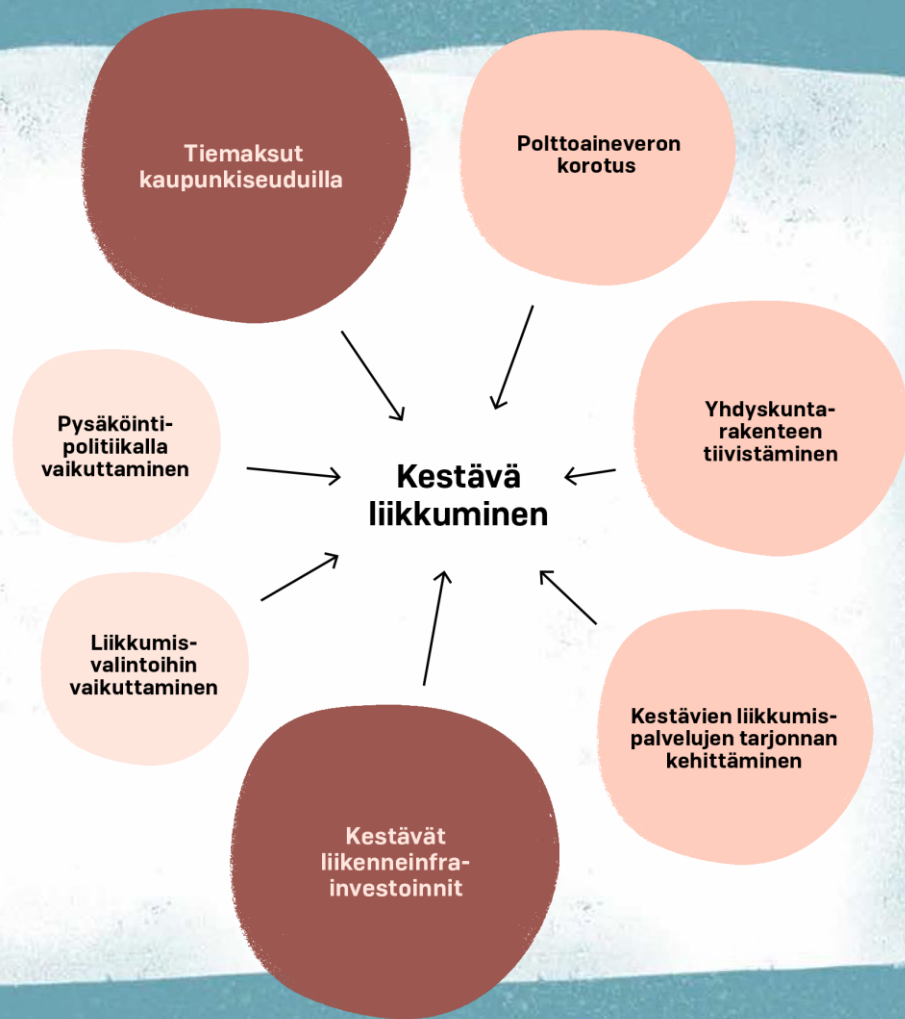 Tiemaksut
kaupunkiseuduilla
Polttoaineveron
korotus
Pysäköinti-
politiikalla
vaikuttaminen
Kestävä
liikkuminen
Yhdyskunta-
rakenteen
tiivistäminen
Liikkumis-
valintoihin
vaikuttaminen
Kestävien liikkumis-
palvelujen tarjonnan
kehittäminen
Kestävät
liikenneinfra-
investoinnit